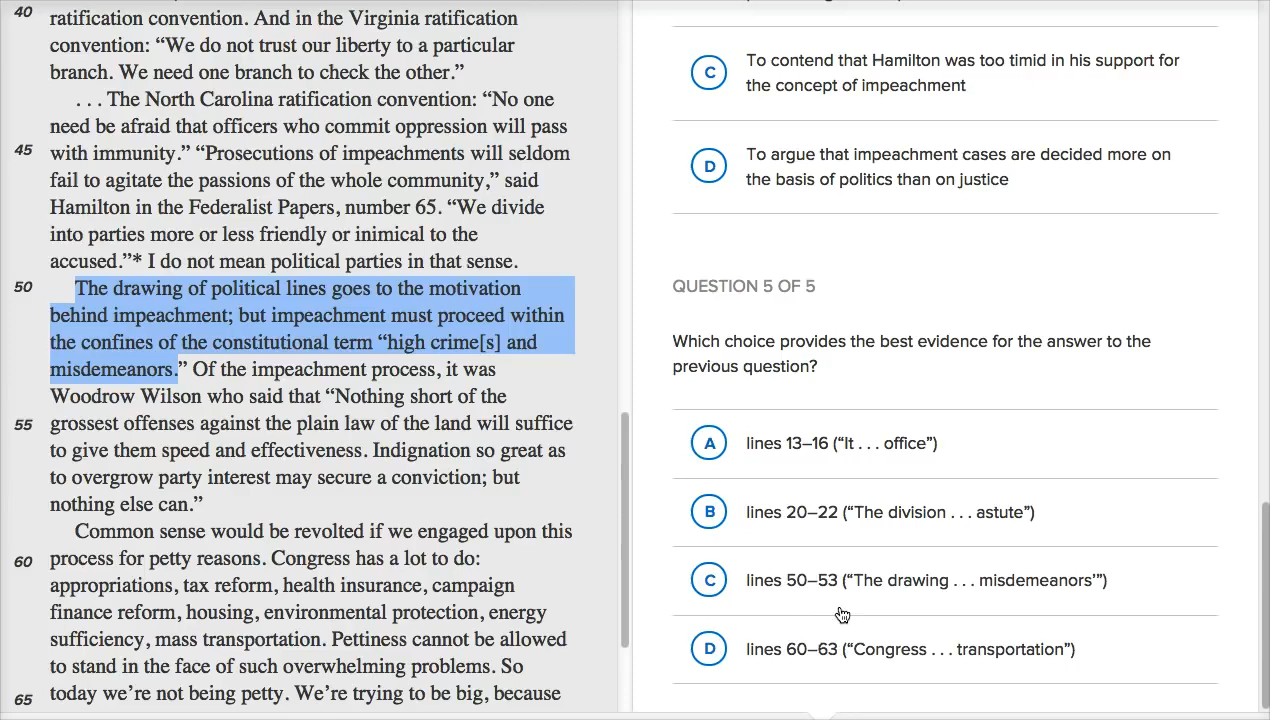 40 ratification convention. And in the Virginia ratification
convention: “We do not trust our liberty to a particular
branch. We need one branch to check the other.”
. . . The North Carolina ratification convention: “No one
need be afraid that officers who commit oppression will pass
45 with immunity.” “Prosecutions of impeachments will seldom
fail to agitate the passions of the whole community,” said
Hamilton in the Federalist Papers, number 65. “We divide
into parties more or less friendly or inimical to the
accused.”* I do not mean political parties in that sense.
50 The drawing of political lines goes to the motivation
behind impeachment; but impeachment must proceed within
the confines of the constitutional term “high crime[s] and
misdemeanors.” Of the impeachment process, it was
Woodrow Wilson who said that “Nothing short of the
55 grossest offenses against the plain law of the land will suffice
to give them speed and effectiveness. Indignation so great as
to overgrow party interest may secure a conviction; but
nothing else can.”
Common sense would be revolted if we engaged upon this
60 process for petty reasons. Congress has a lot to do:
appropriations, tax reform, health insurance, campaign
finance reform, housing, environmental protection, energy
sufficiency, mass transportation. Pettiness cannot be allowed
to stand in the face of such overwhelming problems. So
65 today we’re not being petty. We’re trying to be big, because
C To contend that Hamilton was too timid in his support for
the concept of impeachment
D To argue that impeachment cases are decided more on
the basis of politics than on justice
QUESTION 5 OF 5
Which choice provides the best evidence for the answer to the
previous question?
A lines 13–16 (“It . . . office”)
B lines 20–22 (“The division . . . astute”)
C lines 50–53 (“The drawing . . . misdemeanors’”)
D lines 60–63 (“Congress . . . transportation”)